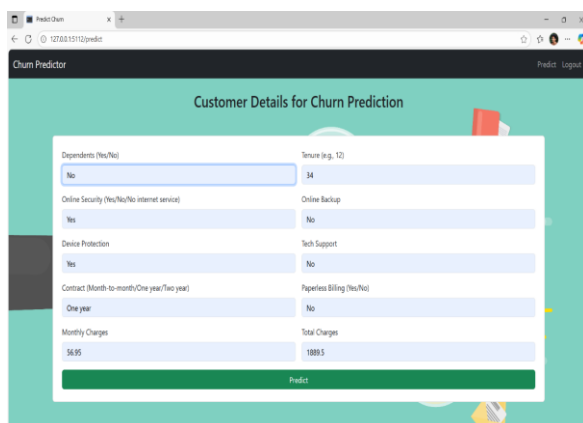 Predict Churn
127.0.0.1:5112/predict
Churn Predictor
Predict Logout
Customer Details for Churn Prediction
Dependents (Yes/No) Tenure (e.g., 12)
No 34
Online Security (Yes/No/No internet service) Online Backup
Yes No
Device Protection Tech Support
Yes No
Contract (Month-to-month/One year/Two year) Paperless Billing (Yes/No)
One year No
Monthly Charges Total Charges
56.95 1889.5
Predict